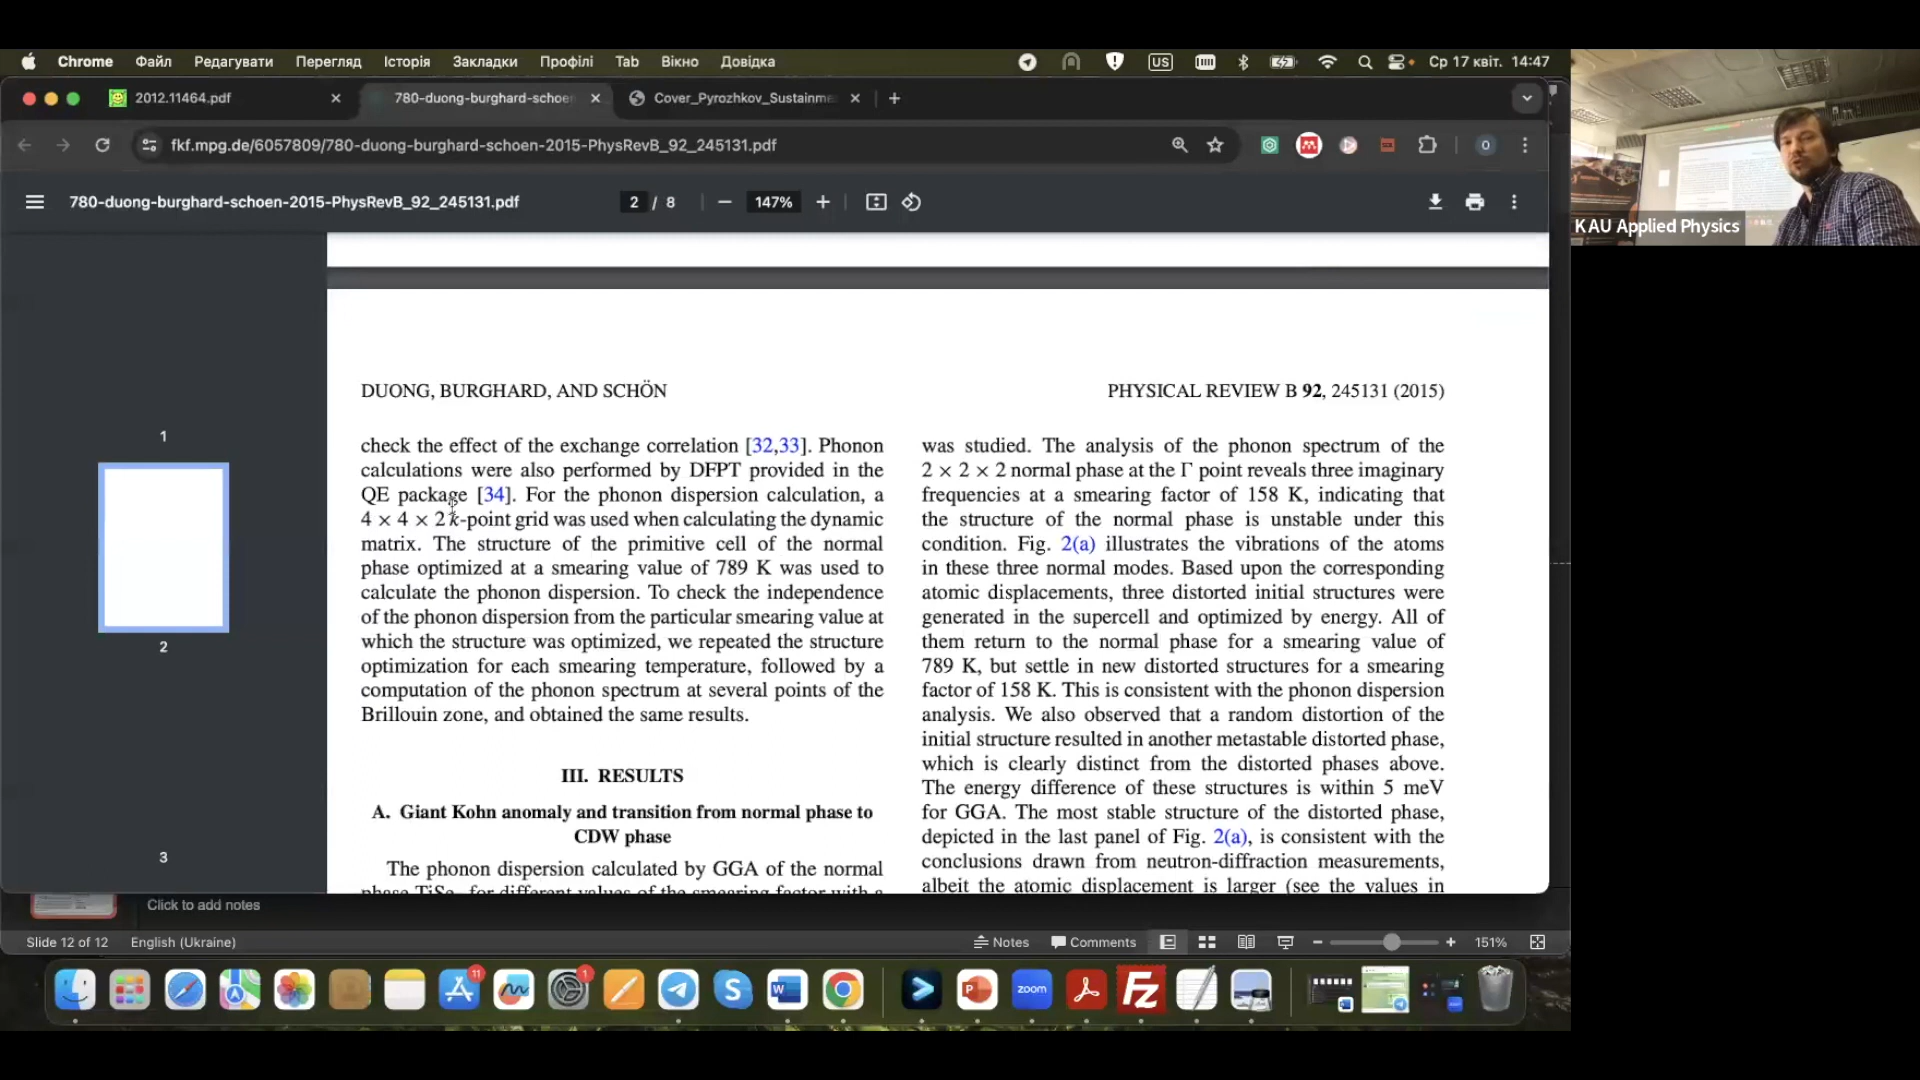 Chrome Файл Редагувати Перегляд Історія Закладки Профілі Tab Вікно Довідка US Ср 17 квіт. 14:47
2012.11464.pdf
780-duong-burghard-schoe
Cover_Pyrozhkov_Sustainm
fkf.mpg.de/6057809/780-duong-burghard-schoen-2015-PhysRevB_92_245131.pdf
780-duong-burghard-schoen-2015-PhysRevB_92_245131.pdf
2 / 8
147%
KAU Applied Physics
1
2
3
DUONG, BURGHARD, AND SCHÖN
PHYSICAL REVIEW B 92, 245131 (2015)
check the effect of the exchange correlation [32,33]. Phonon
calculations were also performed by DFPT provided in the
QE package [34]. For the phonon dispersion calculation, a
4 × 4 × 2 k-point grid was used when calculating the dynamic
matrix. The structure of the primitive cell of the normal
phase optimized at a smearing value of 789 K was used to
calculate the phonon dispersion. To check the independence
of the phonon dispersion from the particular smearing value at
which the structure was optimized, we repeated the structure
optimization for each smearing temperature, followed by a
computation of the phonon spectrum at several points of the
Brillouin zone, and obtained the same results.
III. RESULTS
A. Giant Kohn anomaly and transition from normal phase to
CDW phase
The phonon dispersion calculated by GGA of the normal
phase TiSe for different values of the smearing factor with a
was studied. The analysis of the phonon spectrum of the
2 × 2 × 2 normal phase at the Γ point reveals three imaginary
frequencies at a smearing factor of 158 K, indicating that
the structure of the normal phase is unstable under this
condition. Fig. 2(a) illustrates the vibrations of the atoms
in these three normal modes. Based upon the corresponding
atomic displacements, three distorted initial structures were
generated in the supercell and optimized by energy. All of
them return to the normal phase for a smearing value of
789 K, but settle in new distorted structures for a smearing
factor of 158 K. This is consistent with the phonon dispersion
analysis. We also observed that a random distortion of the
initial structure resulted in another metastable distorted phase,
which is clearly distinct from the distorted phases above.
The energy difference of these structures is within 5 meV
for GGA. The most stable structure of the distorted phase,
depicted in the last panel of Fig. 2(a), is consistent with the
conclusions drawn from neutron-diffraction measurements,
albeit the atomic displacement is larger (see the values in
Click to add notes
Slide 12 of 12
English (Ukraine)
Notes
Comments
151%
11
1
zoom